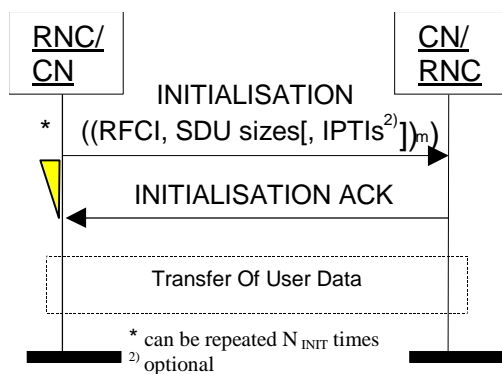 RNC/
CN
CN/
RNC
INITIALISATION
* ((RFCI, SDU sizes[, IPTIs2)])m)
INITIALISATION ACK
Transfer Of User Data
* can be repeated N INIT times
2) optional